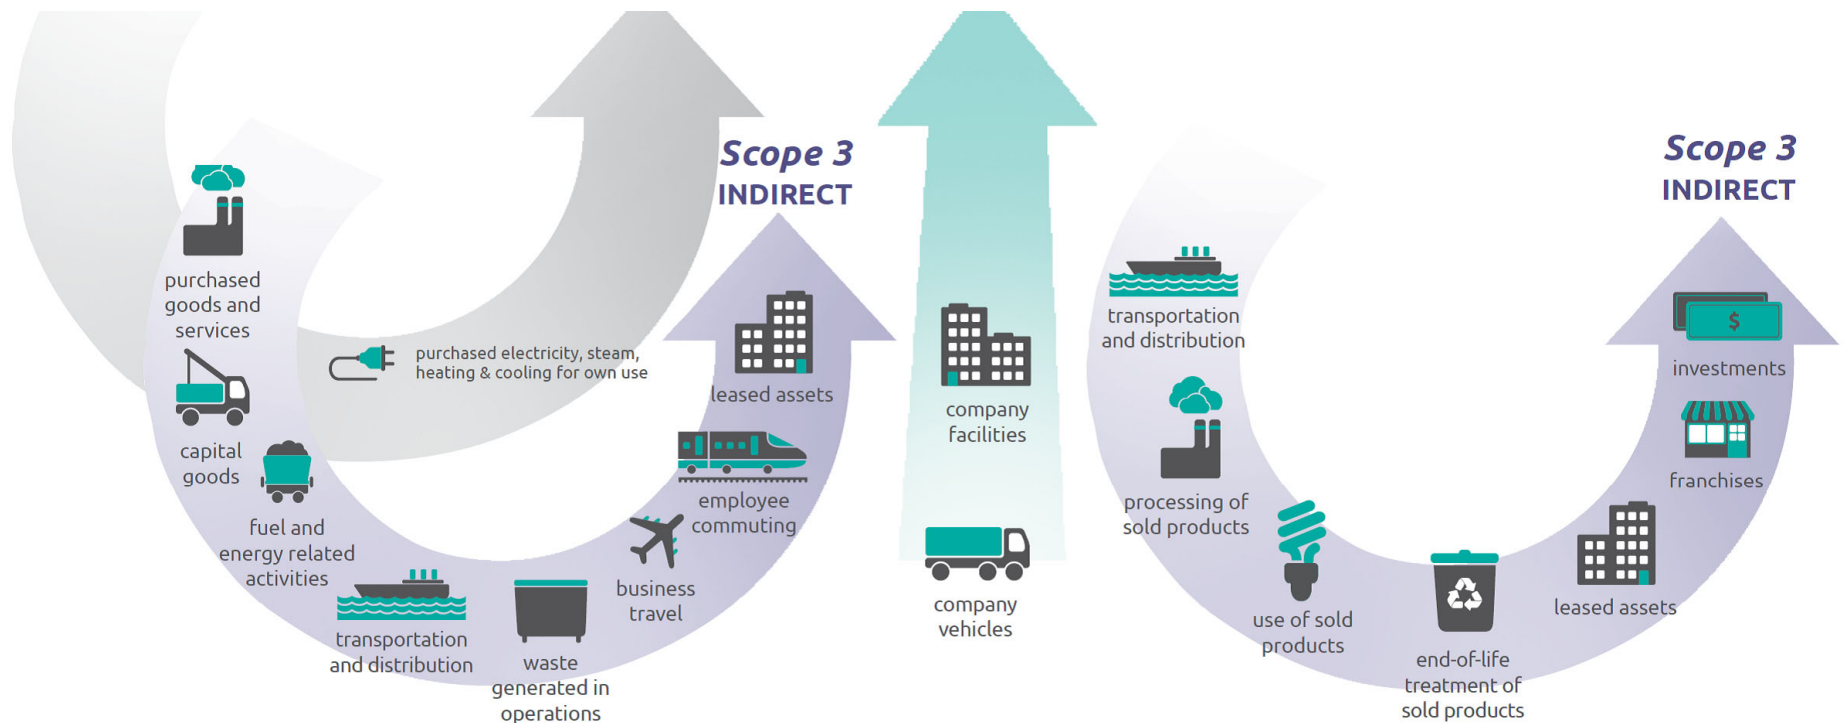 Scope 3
INDIRECT
purchased
goods and
services
capital
goods
fuel and
energy related
activities
transportation
and distribution
waste
generated in
operations
business
travel
employee
commuting
leased assets
purchased electricity, steam,
heating & cooling for own use
company
facilities
company
vehicles
Scope 3
INDIRECT
transportation
and distribution
processing of
sold products
use of sold
products
end-of-life
treatment of
sold products
leased assets
franchises
investments
$